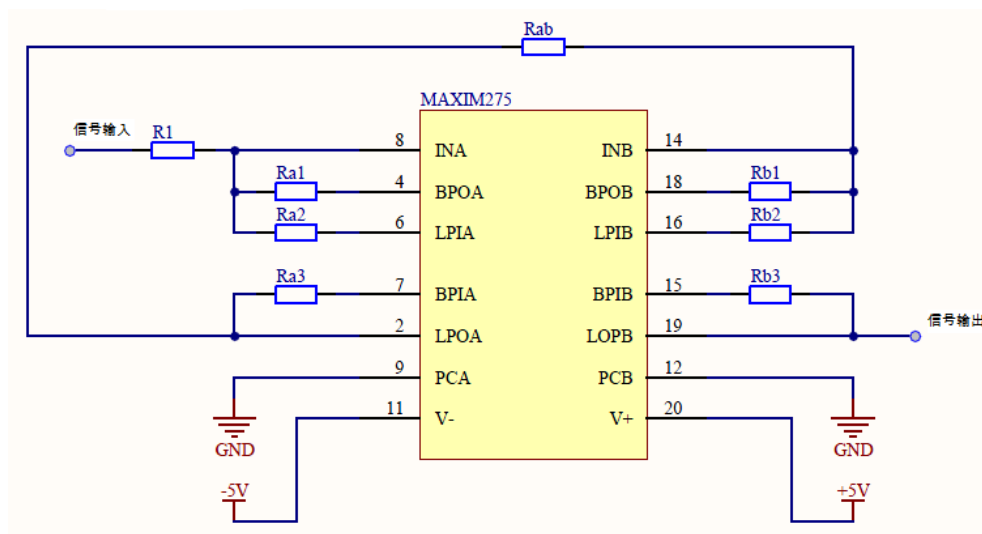 Rab
MAXIM275
信号输入
R1
8
INA
INB
14
Ra1
4
BPOA
BPOB
18
Rb1
Ra2
6
LPIA
LPIB
16
Rb2
Ra3
7
BPIA
BPIB
15
Rb3
2
LPOA
LOPB
19
信号输出
9
PCA
PCB
12
11
V-
V+
20
GND
GND
-5V
+5V